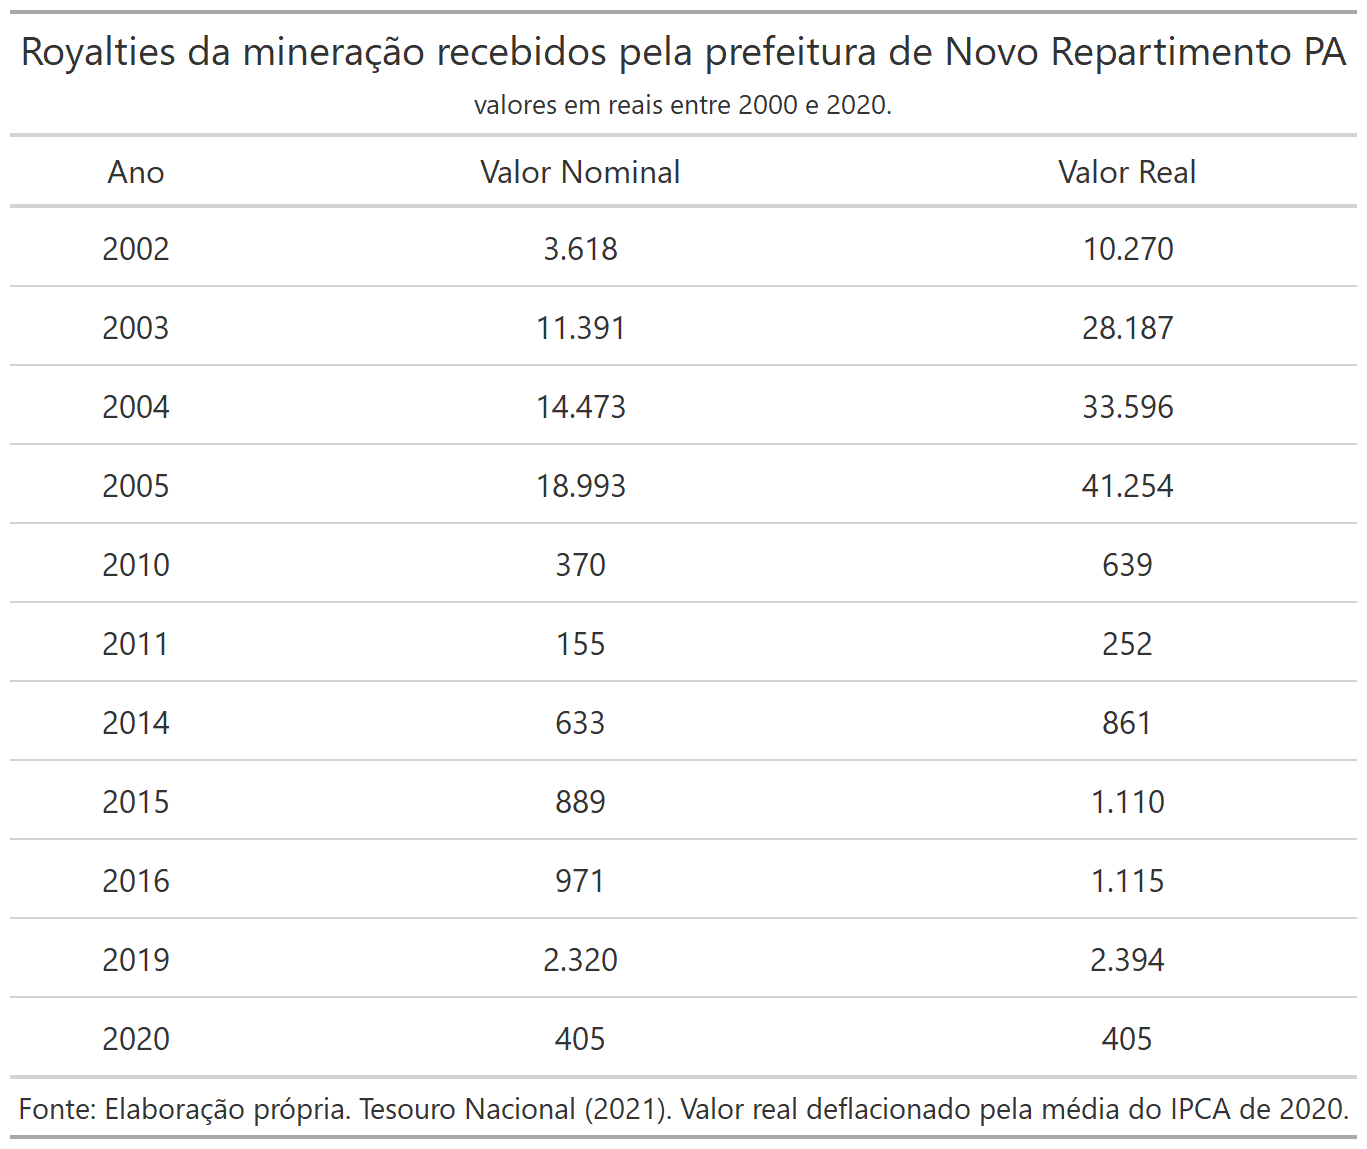 Royalties da mineração recebidos pela prefeitura de Novo Repartimento PA
valores em reais entre 2000 e 2020.
Ano Valor Nominal Valor Real
2002 3.618 10.270
2003 11.391 28.187
2004 14.473 33.596
2005 18.993 41.254
2010 370 639
2011 155 252
2014 633 861
2015 889 1.110
2016 971 1.115
2019 2.320 2.394
2020 405 405
Fonte: Elaboração própria. Tesouro Nacional (2021). Valor real deflacionado pela média do IPCA de 2020.